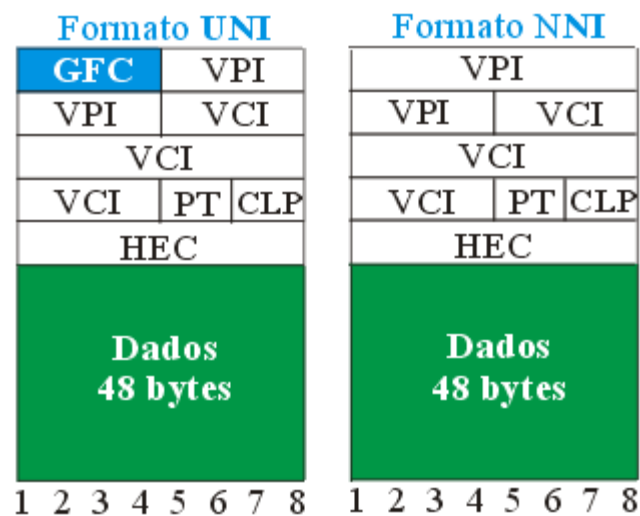 Formato UNI
GFC VPI
VPI VCI
VCI
VCI PT CLP
HEC
Dados
48 bytes
1 2 3 4 5 6 7 8
Formato NNI
VPI
VPI VCI
VCI
VCI PT CLP
HEC
Dados
48 bytes
1 2 3 4 5 6 7 8